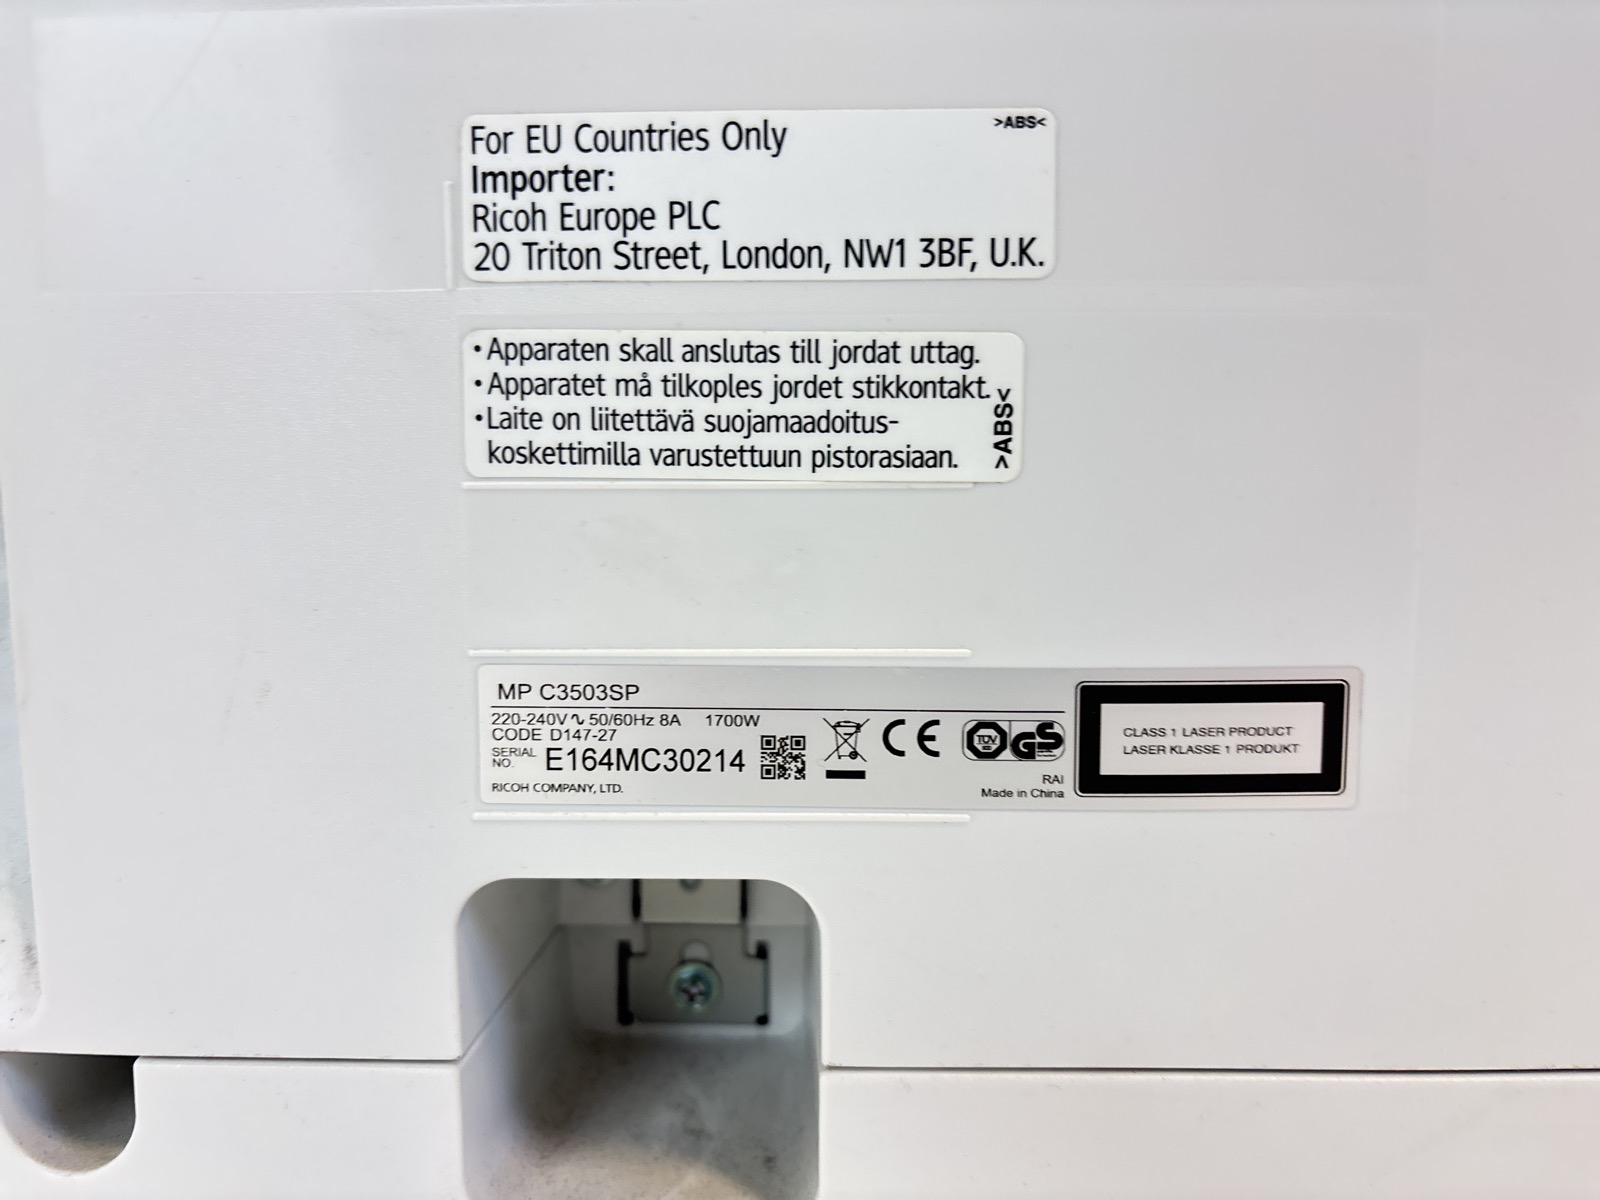 For EU Countries Only
>ABS<
Importer:
Ricoh Europe PLC
20 Triton Street, London, NW1 3BF, U.K.
•Apparaten skall anslutas till jordat uttag.
•Apparatet må tilkoples jordet stikkontakt.
•Laite on liitettävä suojamaadoitus-
koskettimilla varustettuun pistorasiaan.
>ABS<
MP C3503SP
220-240V∿50/60Hz 8A 1700W
CODE D147-27
SERIAL NO. E164MC30214
RICOH COMPANY, LTD.
CE
TÜV
GS
RAI
Made in China
CLASS 1 LASER PRODUCT
LASER KLASSE 1 PRODUKT